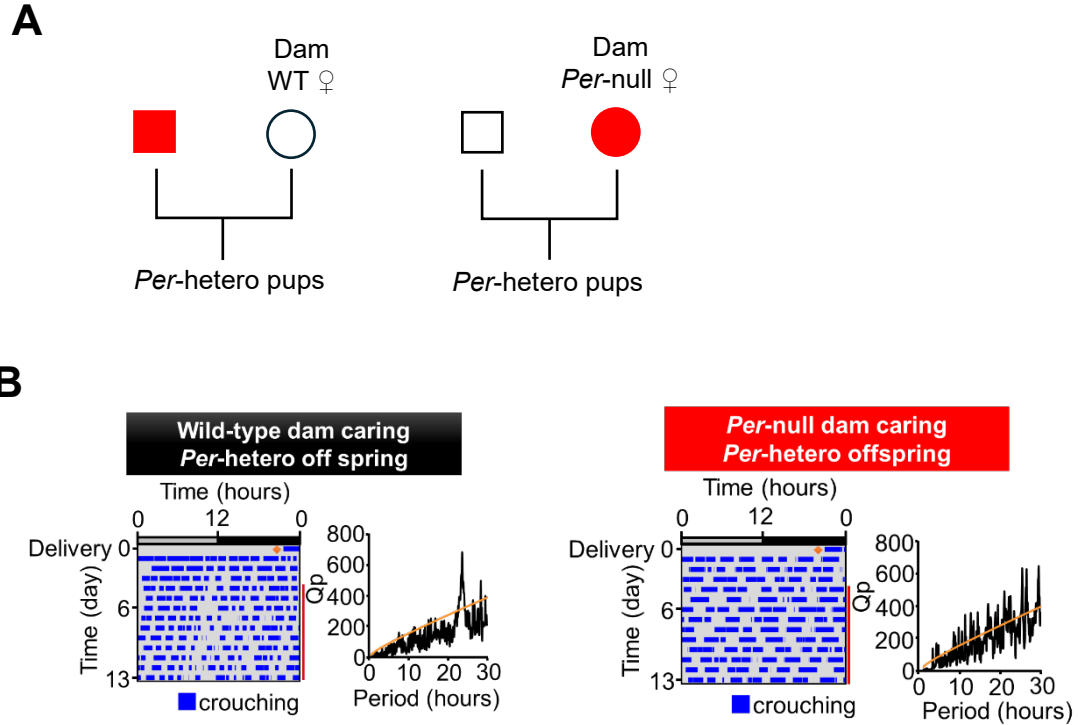 A
Dam
WT ♀
Dam
Per-null ♀
Per-hetero pups
Per-hetero pups
B
Wild-type dam caring
Per-hetero off spring
Time (hours)
0 12 0
Delivery 0
6
13
Time (day)
crouching
800
600
400
200
0
Qp
0 10 20 30
Period (hours)
Per-null dam caring
Per-hetero offspring
Time (hours)
0 12 0
Delivery 0
6
13
Time (day)
crouching
800
600
400
200
0
Qp
0 10 20 30
Period (hours)